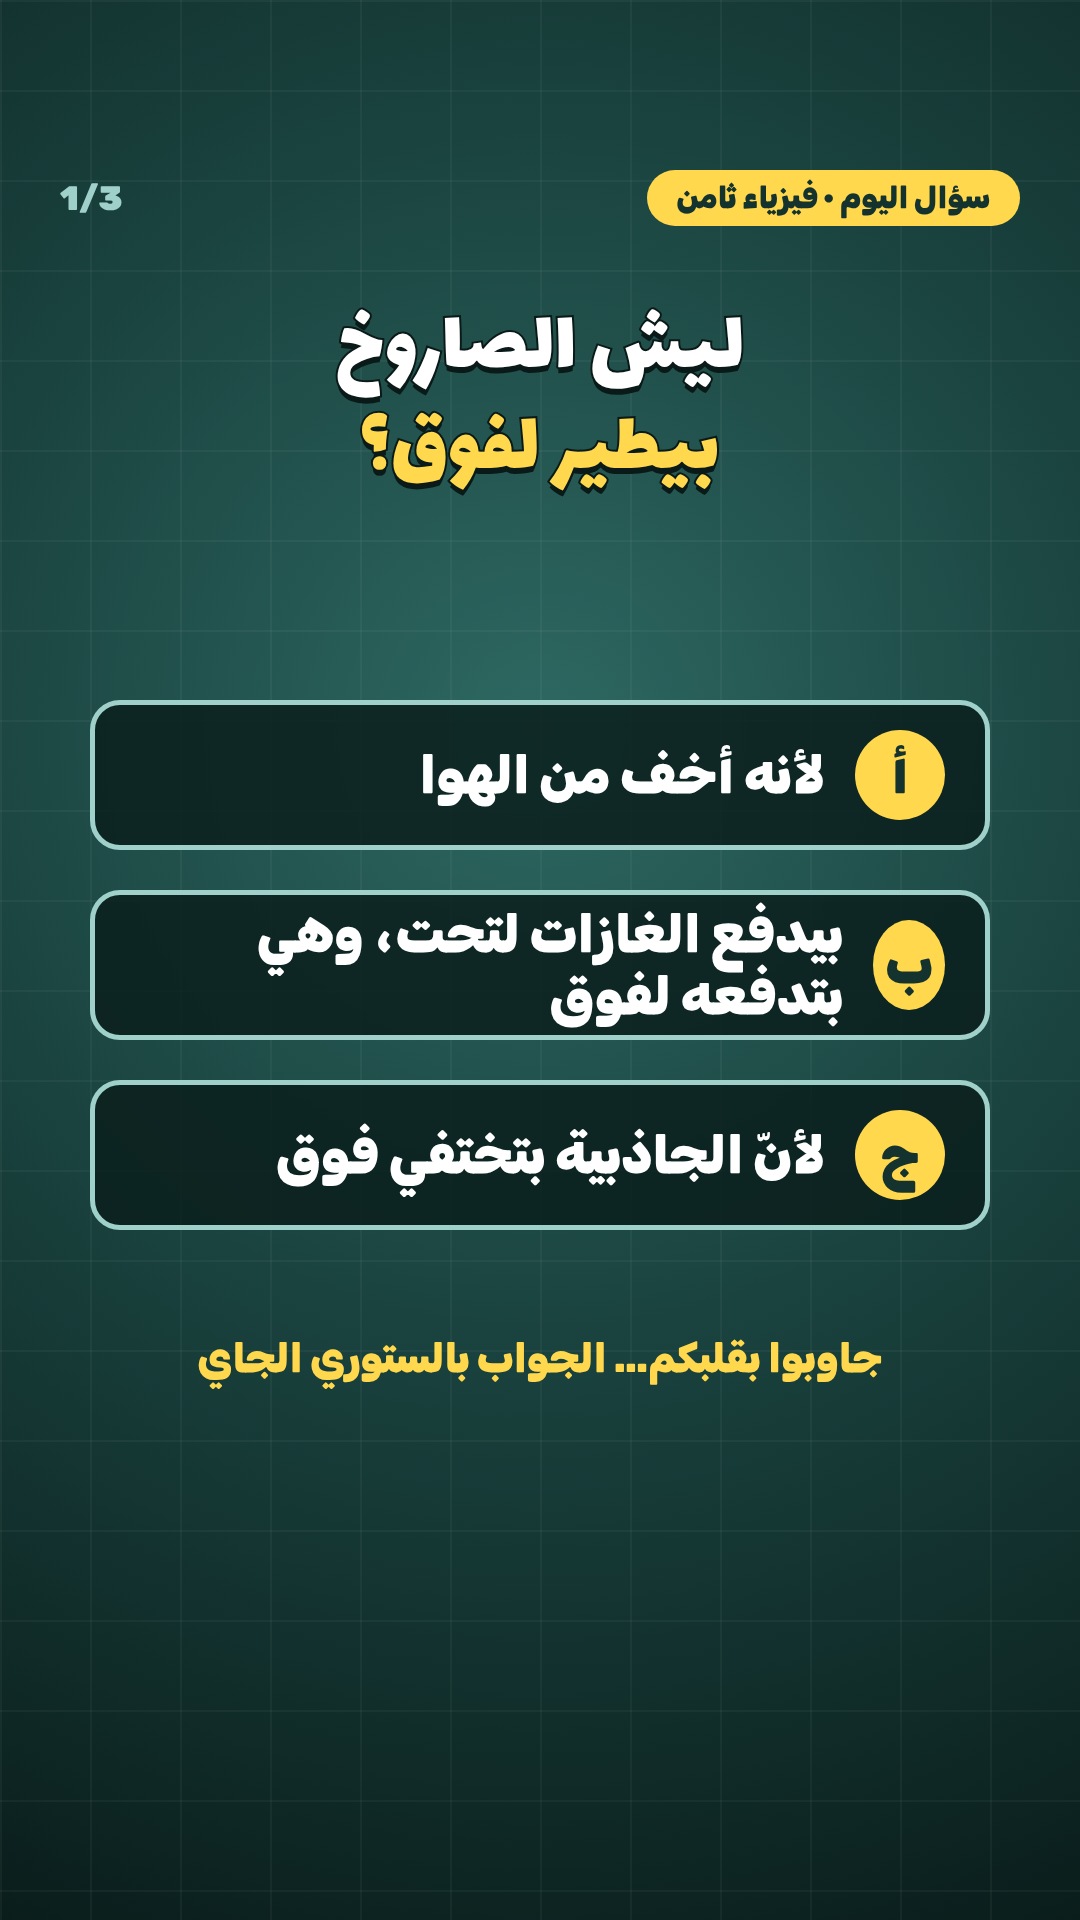 سؤال اليوم • فيزياء ثامن
1/3
ليش الصاروخ
بيطير لفوق؟
أ لأنه أخف من الهوا
ب بيدفع الغازات لتحت، وهي
بتدفعه لفوق
ج لأنّ الجاذبية بتختفي فوق
جاوبوا بقلبكم... الجواب بالستوري الجاي